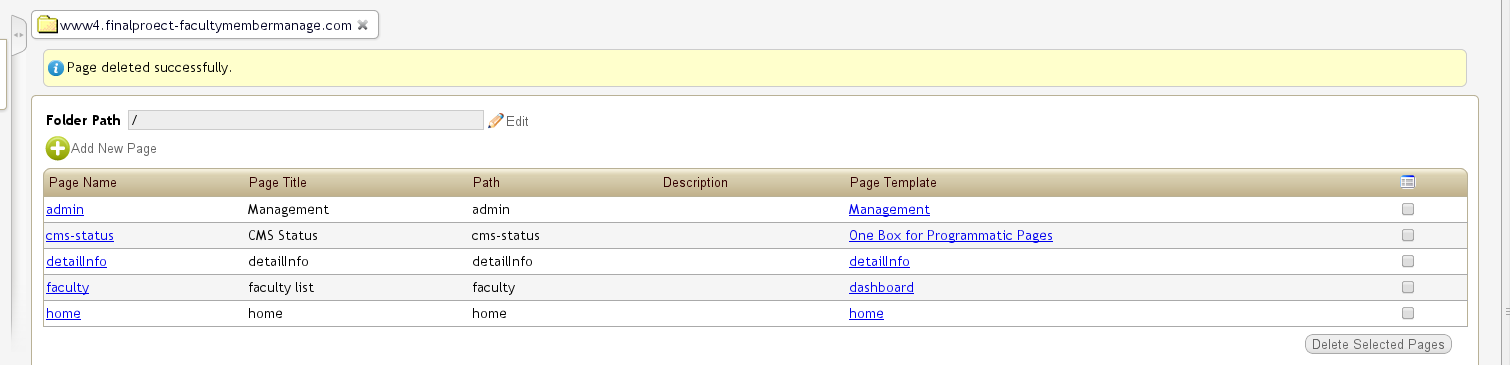 www4.finalproect-facultymembermanage.com
Page deleted successfully.
Folder Path / Edit
Add New Page
Page Name Page Title Path Description Page Template
admin Management admin Management
cms-status CMS Status cms-status One Box for Programmatic Pages
detailInfo detailInfo detailInfo detailInfo
faculty faculty list faculty dashboard
home home home home
Delete Selected Pages